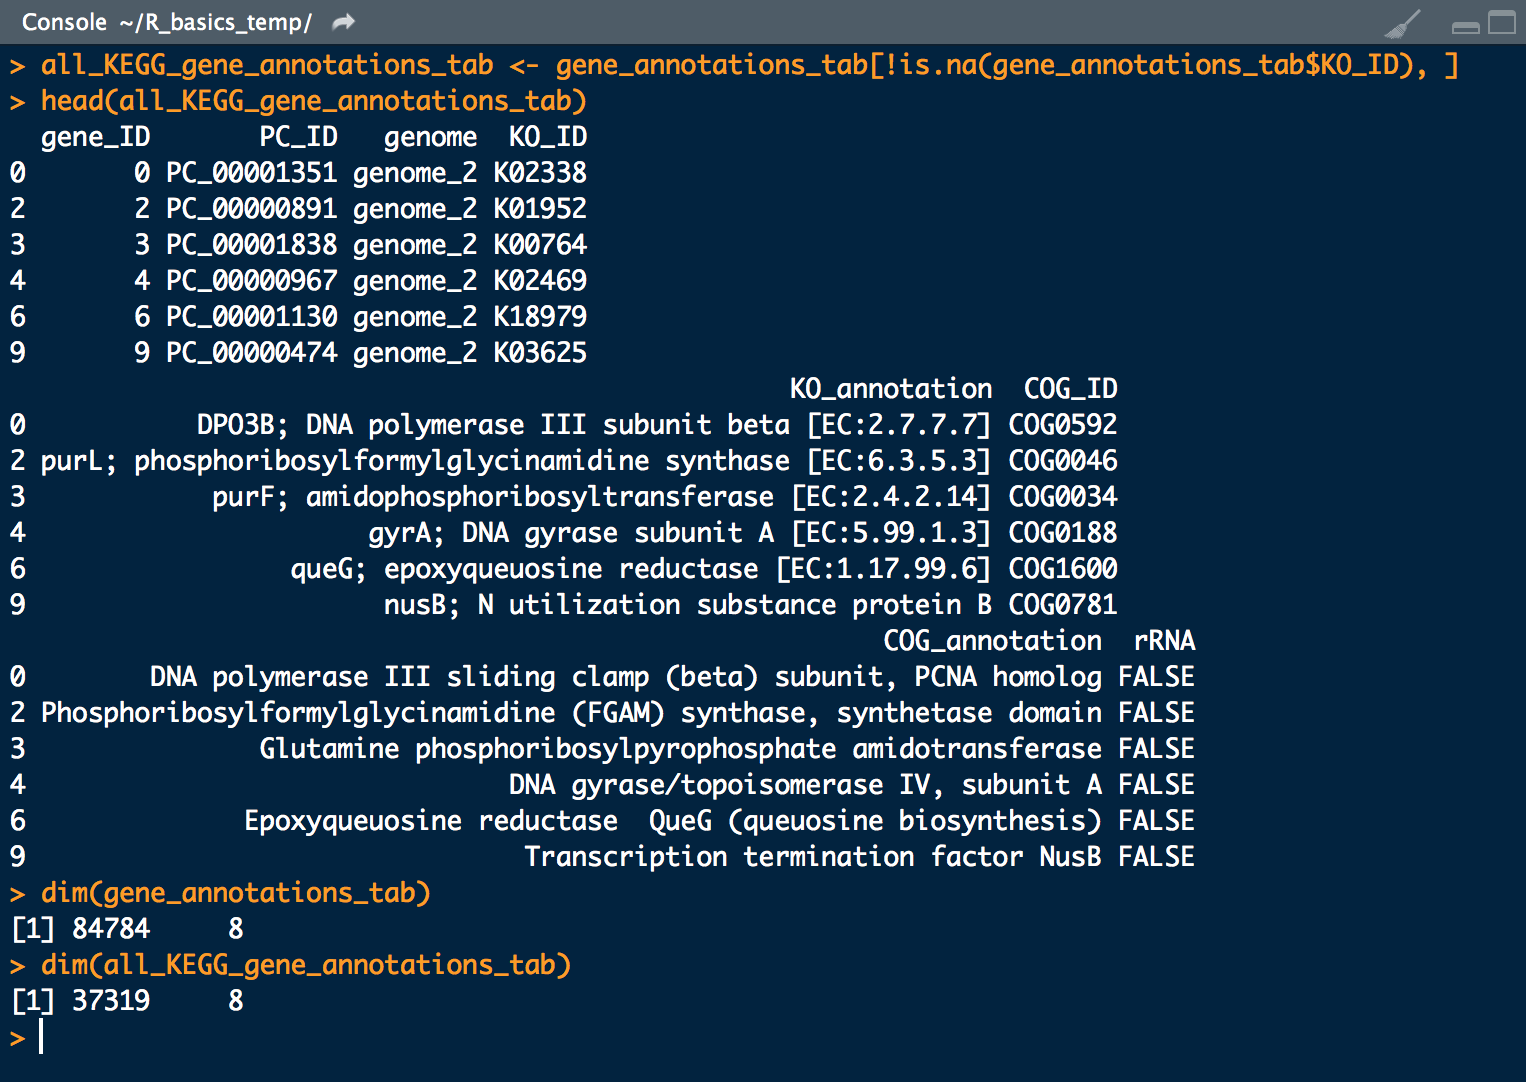 Console ~/R_basics_temp/
> all_KEGG_gene_annotations_tab <- gene_annotations_tab[!is.na(gene_annotations_tab$KO_ID), ]
> head(all_KEGG_gene_annotations_tab)
  gene_ID       PC_ID   genome  KO_ID
0       0 PC_00001351 genome_2 K02338
2       2 PC_00000891 genome_2 K01952
3       3 PC_00001838 genome_2 K00764
4       4 PC_00000967 genome_2 K02469
6       6 PC_00001130 genome_2 K18979
9       9 PC_00000474 genome_2 K03625
                                                  KO_annotation  COG_ID
0            DPO3B; DNA polymerase III subunit beta [EC:2.7.7.7] COG0592
2 purL; phosphoribosylformylglycinamidine synthase [EC:6.3.5.3] COG0046
3            purF; amidophosphoribosyltransferase [EC:2.4.2.14] COG0034
4                      gyrA; DNA gyrase subunit A [EC:5.99.1.3] COG0188
6                 queG; epoxyqueuosine reductase [EC:1.17.99.6] COG1600
9                       nusB; N utilization substance protein B COG0781
                                                      COG_annotation  rRNA
0       DNA polymerase III sliding clamp (beta) subunit, PCNA homolog FALSE
2 Phosphoribosylformylglycinamidine (FGAM) synthase, synthetase domain FALSE
3               Glutamine phosphoribosylpyrophosphate amidotransferase FALSE
4                               DNA gyrase/topoisomerase IV, subunit A FALSE
6              Epoxyqueuosine reductase  QueG (queuosine biosynthesis) FALSE
9                                Transcription termination factor NusB FALSE
> dim(gene_annotations_tab)
[1] 84784     8
> dim(all_KEGG_gene_annotations_tab)
[1] 37319     8
>